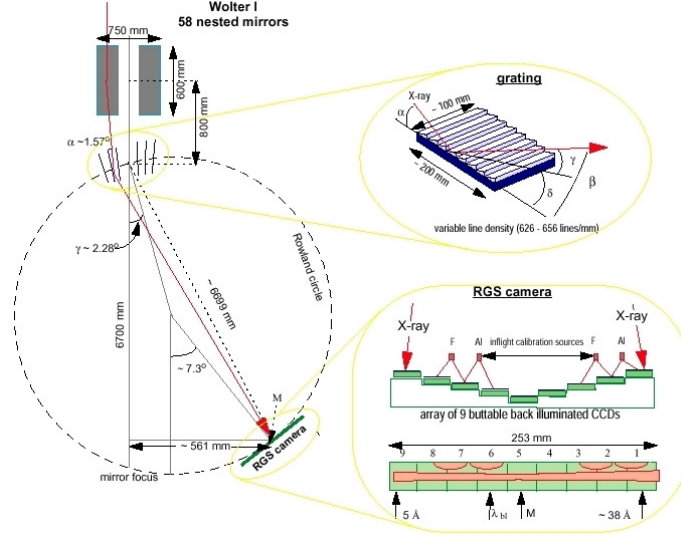 Wolter I
58 nested mirrors
750 mm
600 mm
800 mm
α ~1.57°
γ ~ 2.28°
6700 mm
~ 6699 mm
Rowland circle
~ 7.3°
M
~ 561 mm
RGS camera
mirror focus
grating
X-ray
~ 100 mm
α
~ 200 mm
γ
β
δ
variable line density (626 - 656 lines/mm)
RGS camera
X-ray
X-ray
F
Al
inflight calibration sources
F
Al
array of 9 buttable back illuminated CCDs
253 mm
9 8 7 6 5 4 3 2 1
5 Å
λ bl
M
~ 38 Å